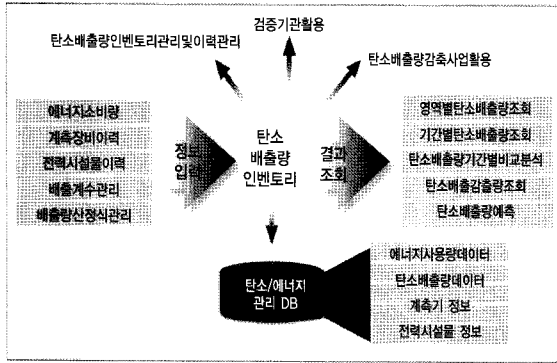 검증기관활용
탄소배출량인벤토리관리및이력관리
탄소배출량감축사업활용
에너지소비량
계측장비이력
전력시설물이력
배출계수관리
배출량산정식관리
정보
입력
탄소
배출량
인벤토리
결과
조회
영역별탄소배출량조회
기간별탄소배출량조회
탄소배출량기간별비교분석
탄소배출감출량조회
탄소배출량예측
탄소/에너지
관리 DB
에너지사용량데이터
탄소배출량데이터
계측기 정보
전력시설물 정보